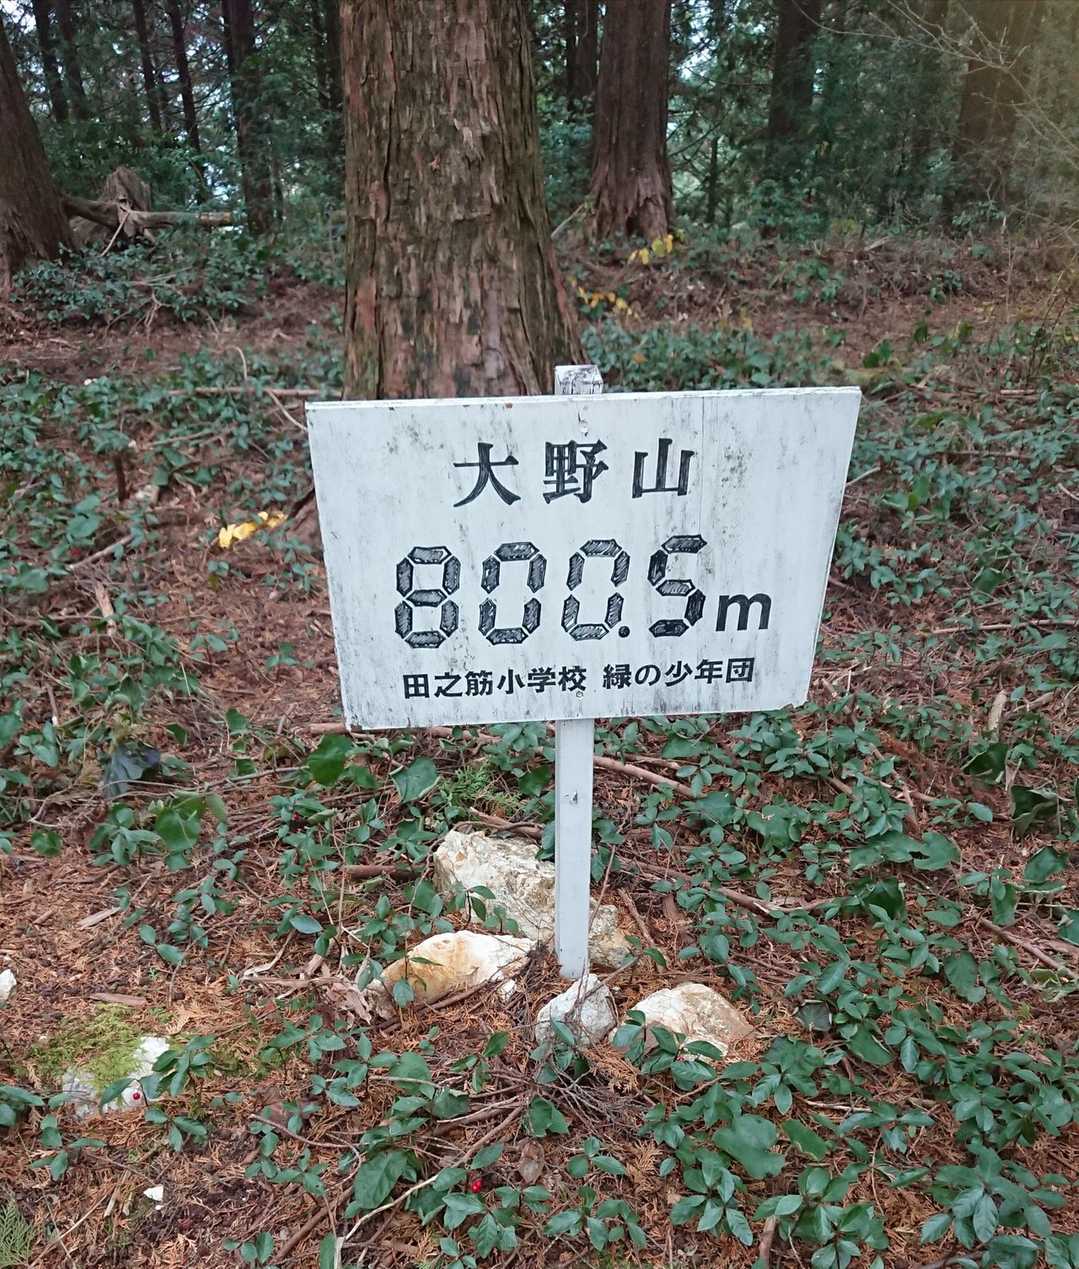 大野山
800.5m
田之筋小学校 緑の少年団